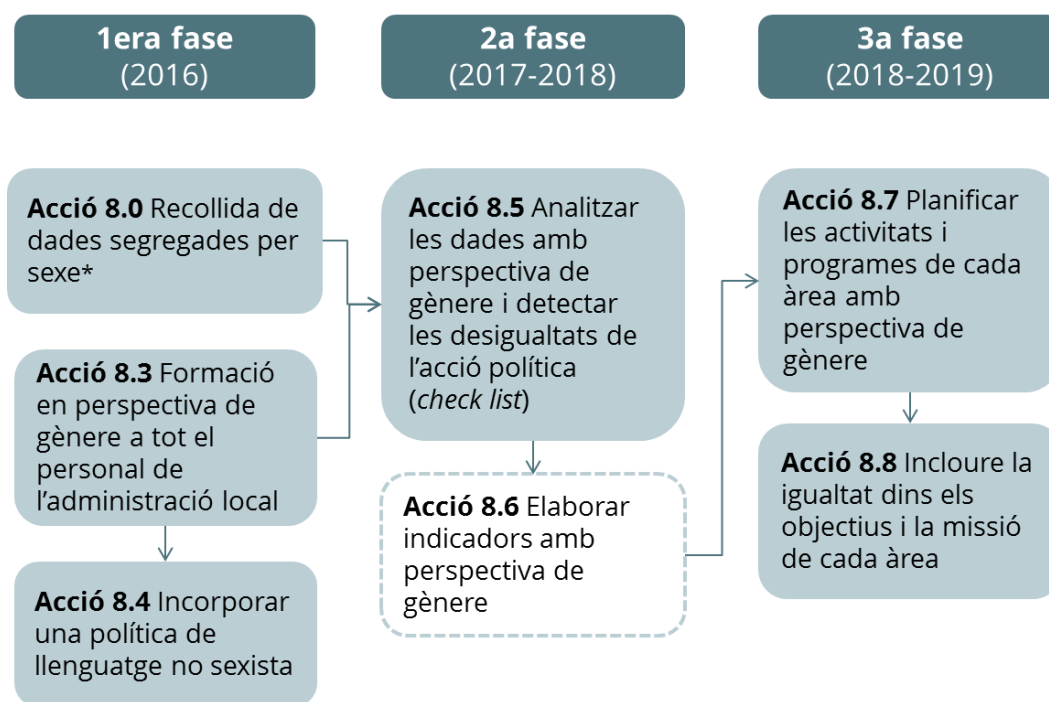 1era fase
(2016)
2a fase
(2017-2018)
3a fase
(2018-2019)
Acció 8.0 Recollida de
dades segregades per
sexe*
Acció 8.3 Formació
en perspectiva de
gènere a tot el
personal de
l’administració local
Acció 8.4 Incorporar
una política de
llenguatge no sexista
Acció 8.5 Analitzar
les dades amb
perspectiva de
gènere i detectar
les desigualtats de
l’acció política
(check list)
Acció 8.6 Elaborar
indicadors amb
perspectiva de
gènere
Acció 8.7 Planificar
les activitats i
programes de cada
àrea amb
perspectiva de
gènere
Acció 8.8 Incloure la
igualtat dins els
objectius i la missió
de cada àrea